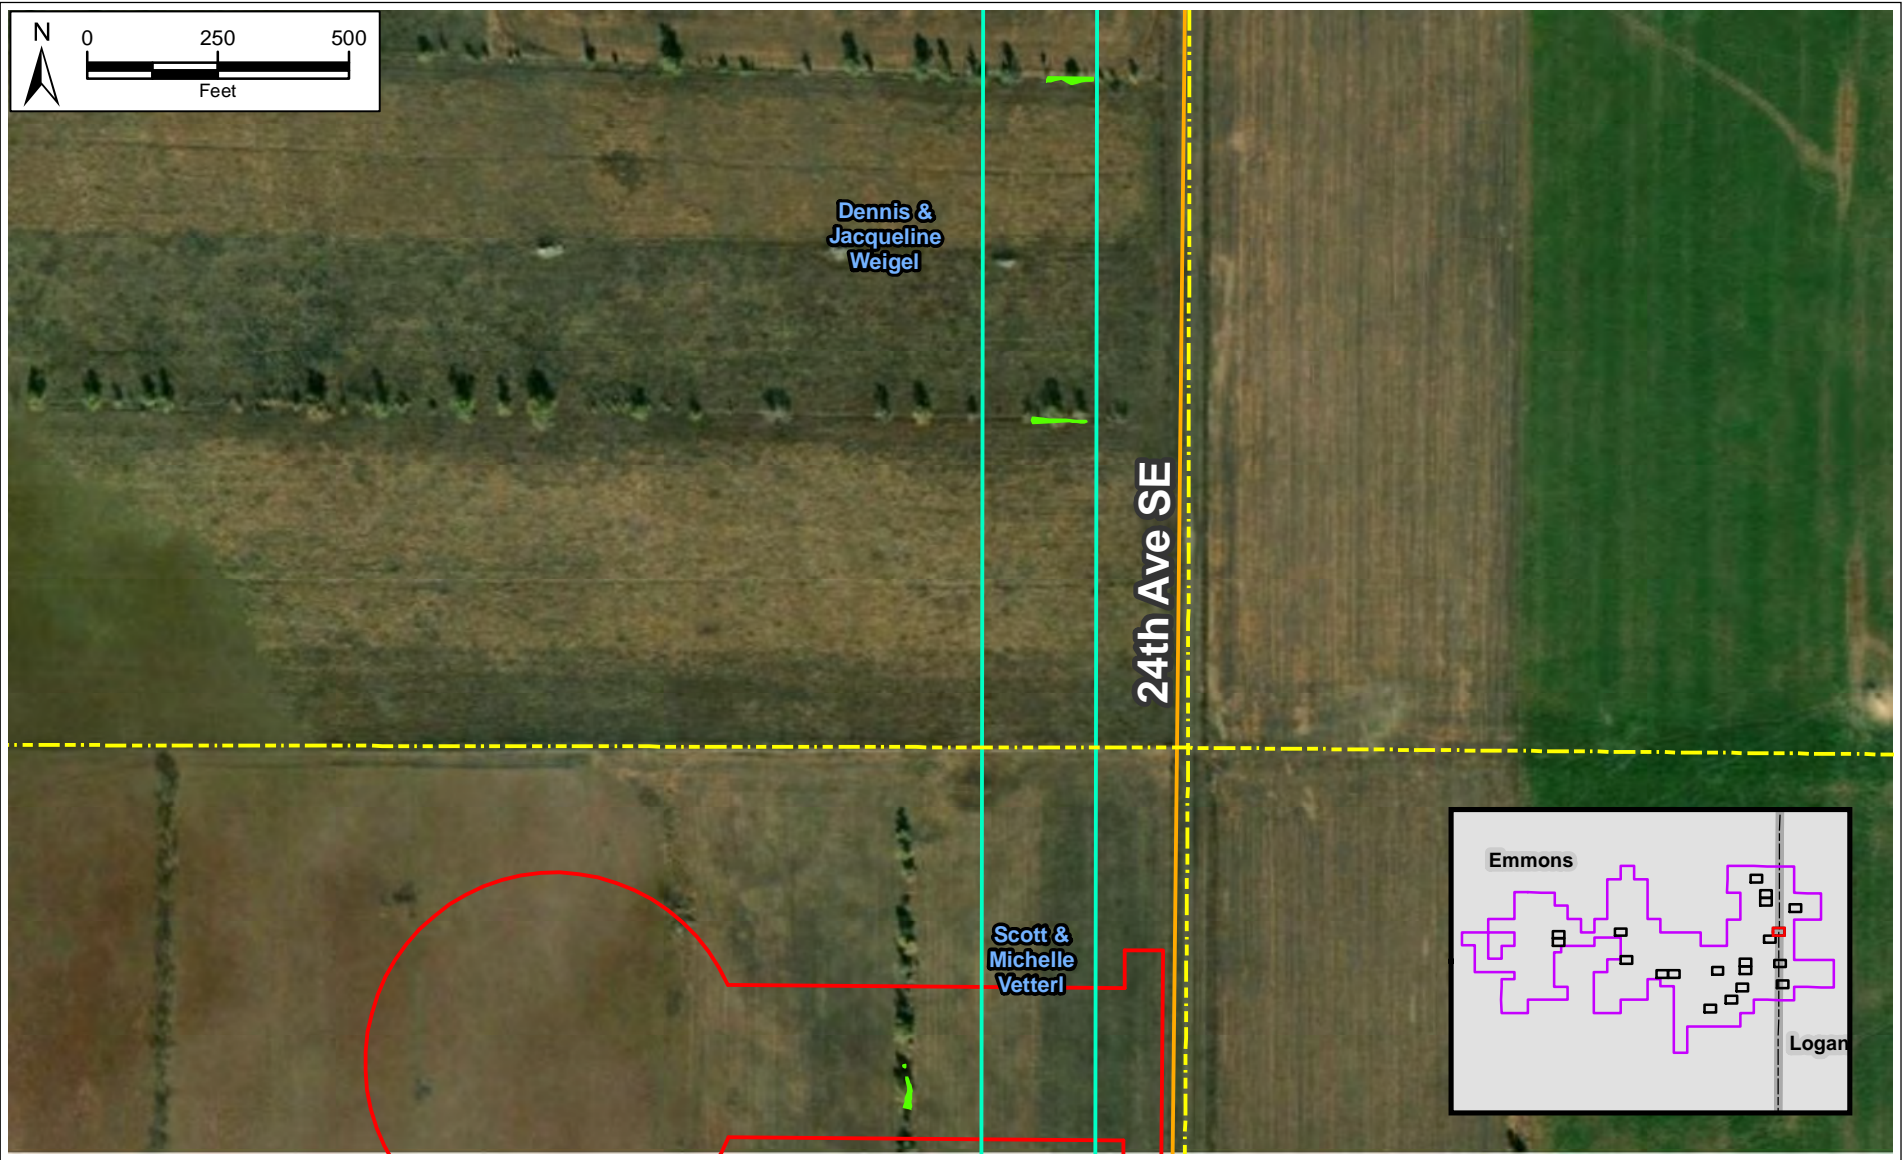 N
0 250 500
Feet
Dennis &
Jacqueline
Weigel
24th Ave SE
Scott &
Michelle
Vetterl
Emmons
Logan